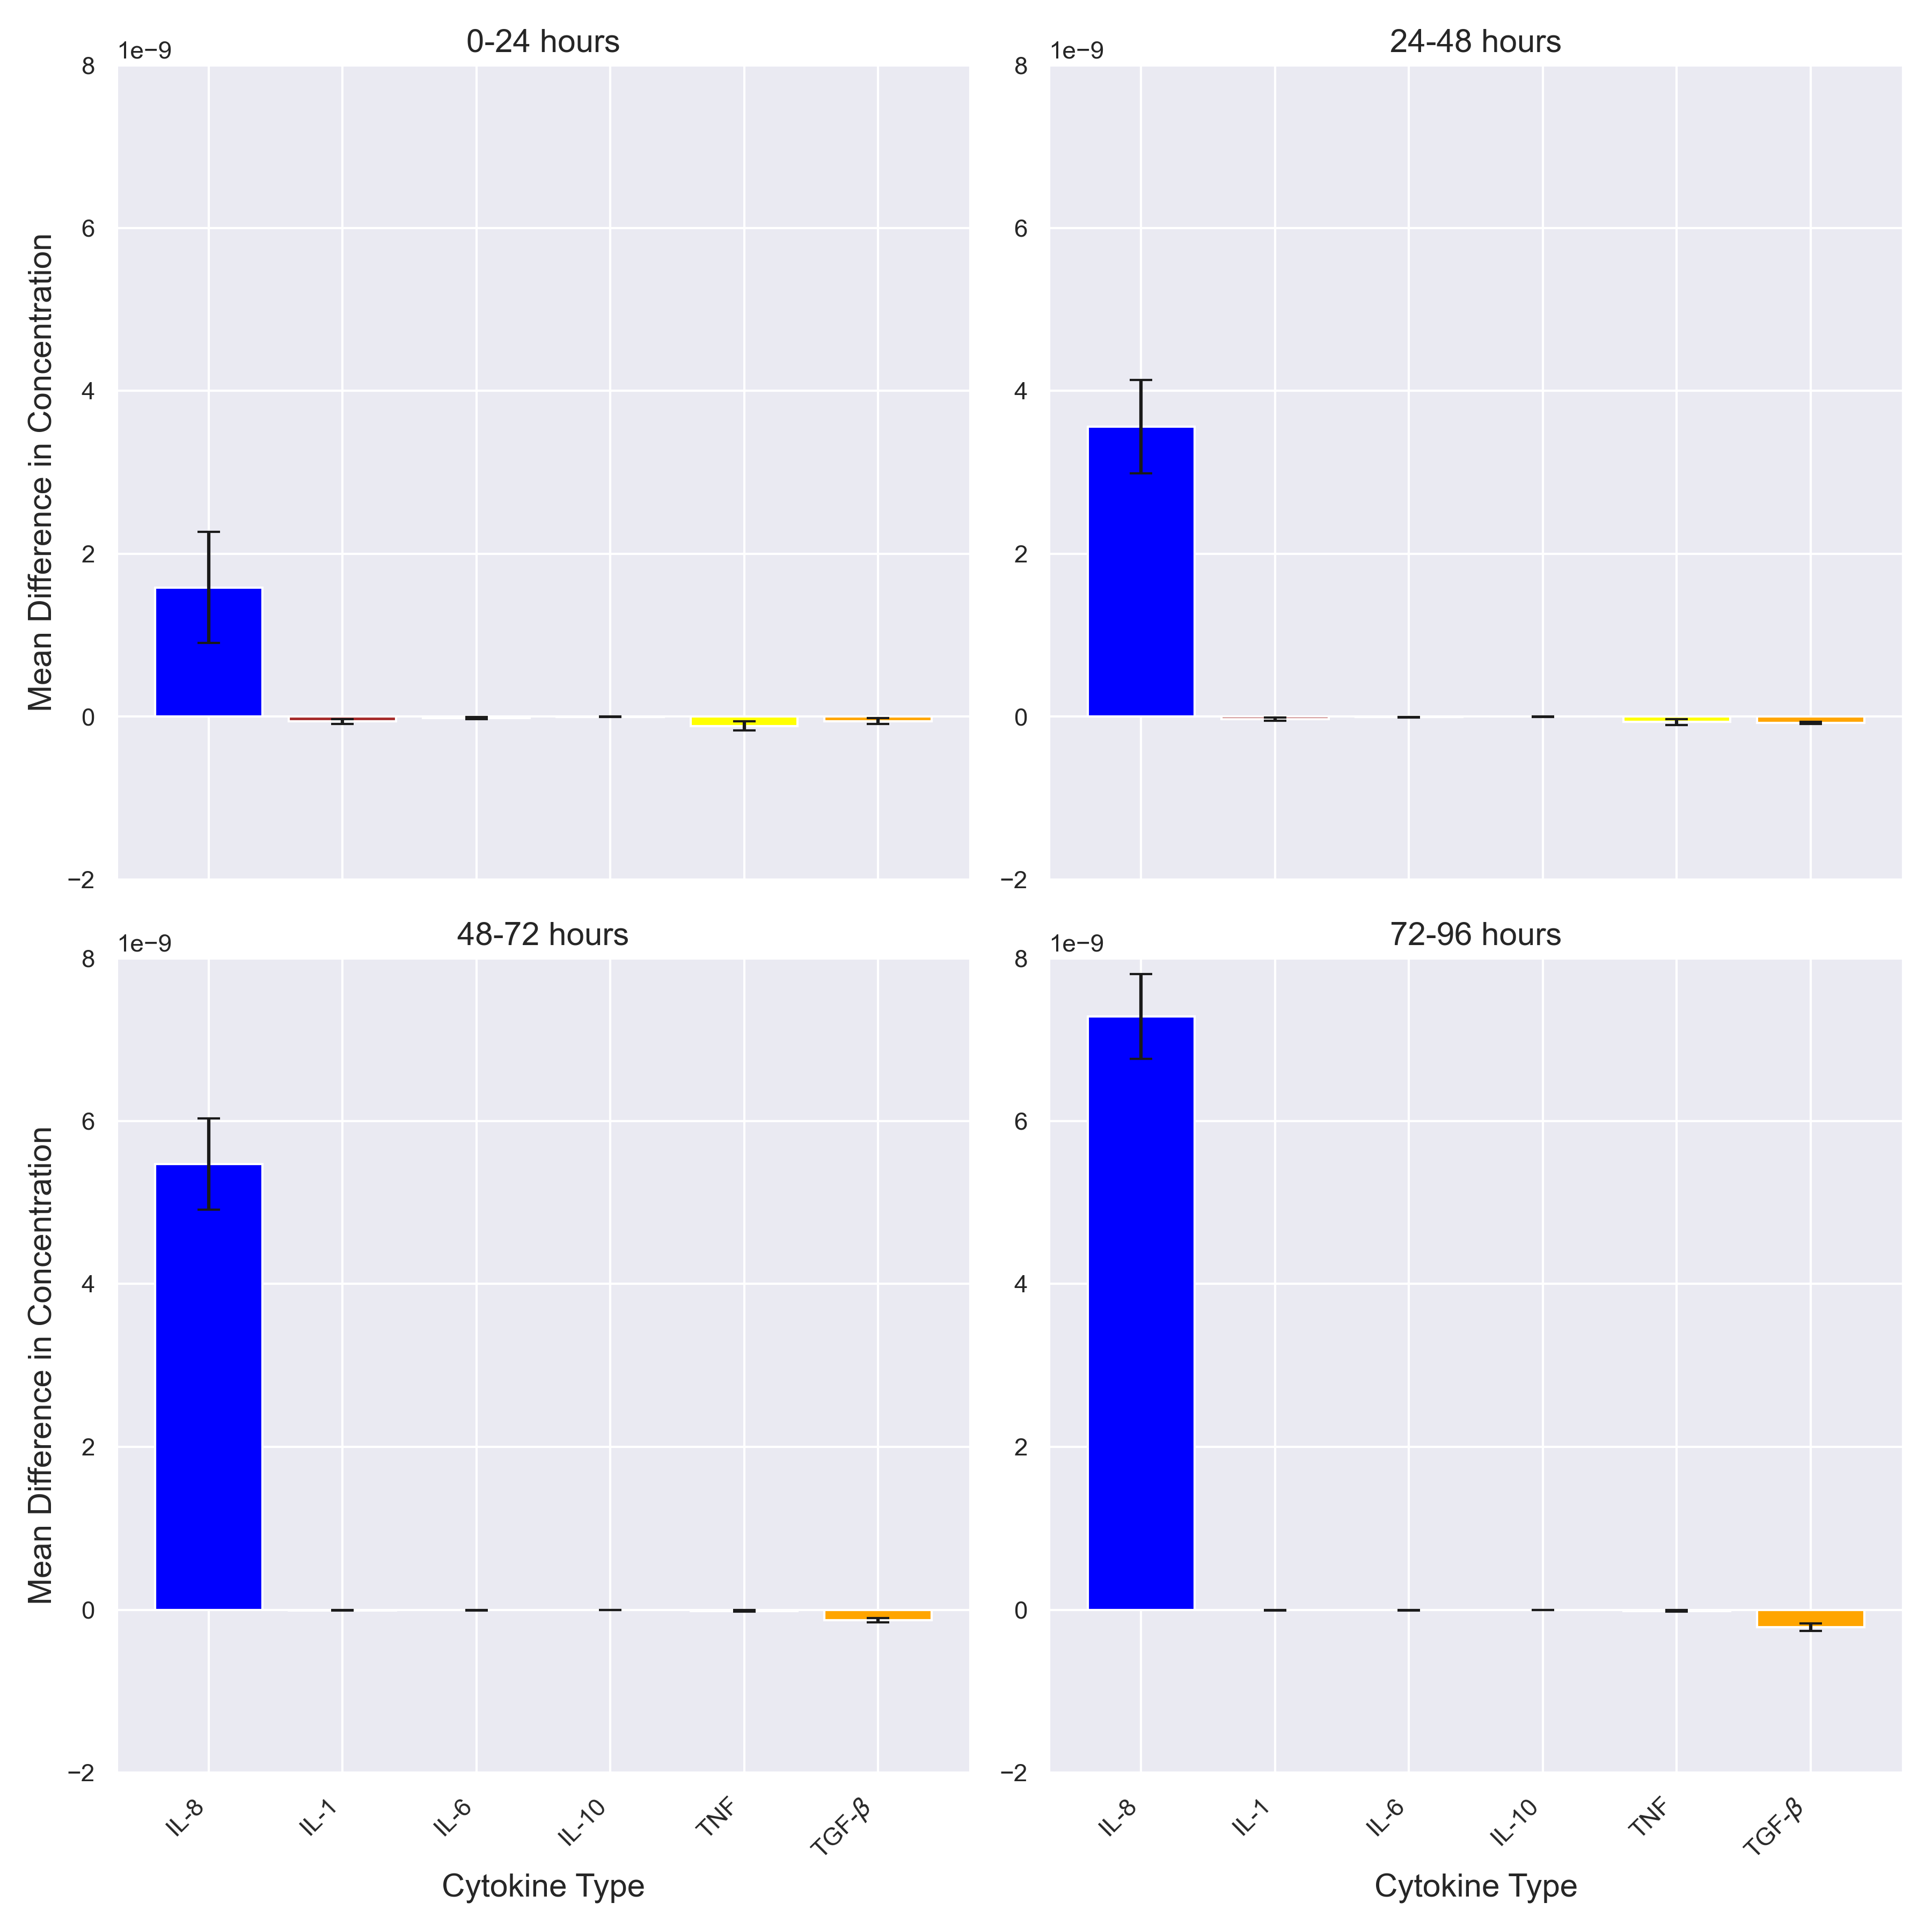 0-24 hours
1e−9
Mean Difference in Concentration
8
6
4
2
0
−2
24-48 hours
1e−9
8
6
4
2
0
−2
48-72 hours
1e−9
Mean Difference in Concentration
8
6
4
2
0
−2
IL-8 IL-1 IL-6 IL-10 TNF TGF-β
Cytokine Type
72-96 hours
1e−9
8
6
4
2
0
−2
IL-8 IL-1 IL-6 IL-10 TNF TGF-β
Cytokine Type